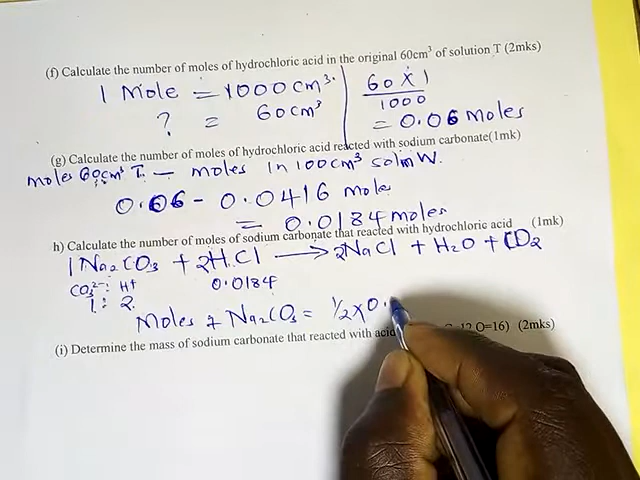 (f) Calculate the number of moles of hydrochloric acid in the original 60cm³ of solution T (2mks)
1 Mole = 1000cm³. 60 X 1
1000
? = 60cm³
= 0.06 Moles
(g) Calculate the number of moles of hydrochloric acid reacted with sodium carbonate(1mk)
moles 60cm³ T. – moles in 100cm³ soln W.
0.06 - 0.0416 mole
= 0.0184 moles
h) Calculate the number of moles of sodium carbonate that reacted with hydrochloric acid (1mk)
1Na₂CO₃ + 2HCl ⟶ 2NaCl + H₂O + CO₂
CO₃²⁻ : H⁺ 0.0184
1 : 2
Moles of Na₂CO₃ = ½ x 0.
(i) Determine the mass of sodium carbonate that reacted with acid 12 O=16) (2mks)